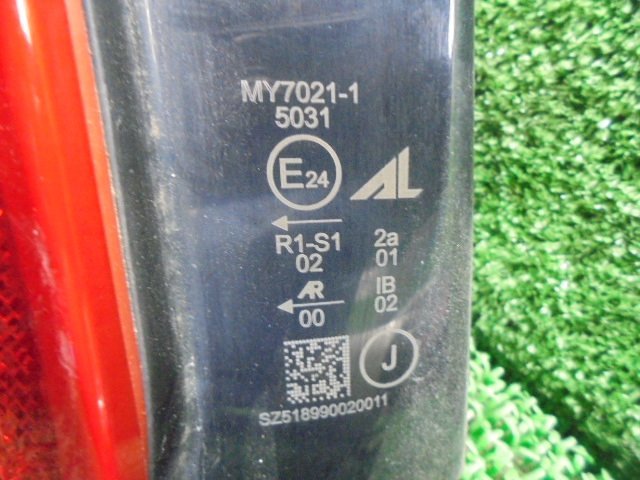 MY7021-1
5031
E24 AL
R1-S1 2a
02 01
AR IB
00 02
J
SZ518990020011